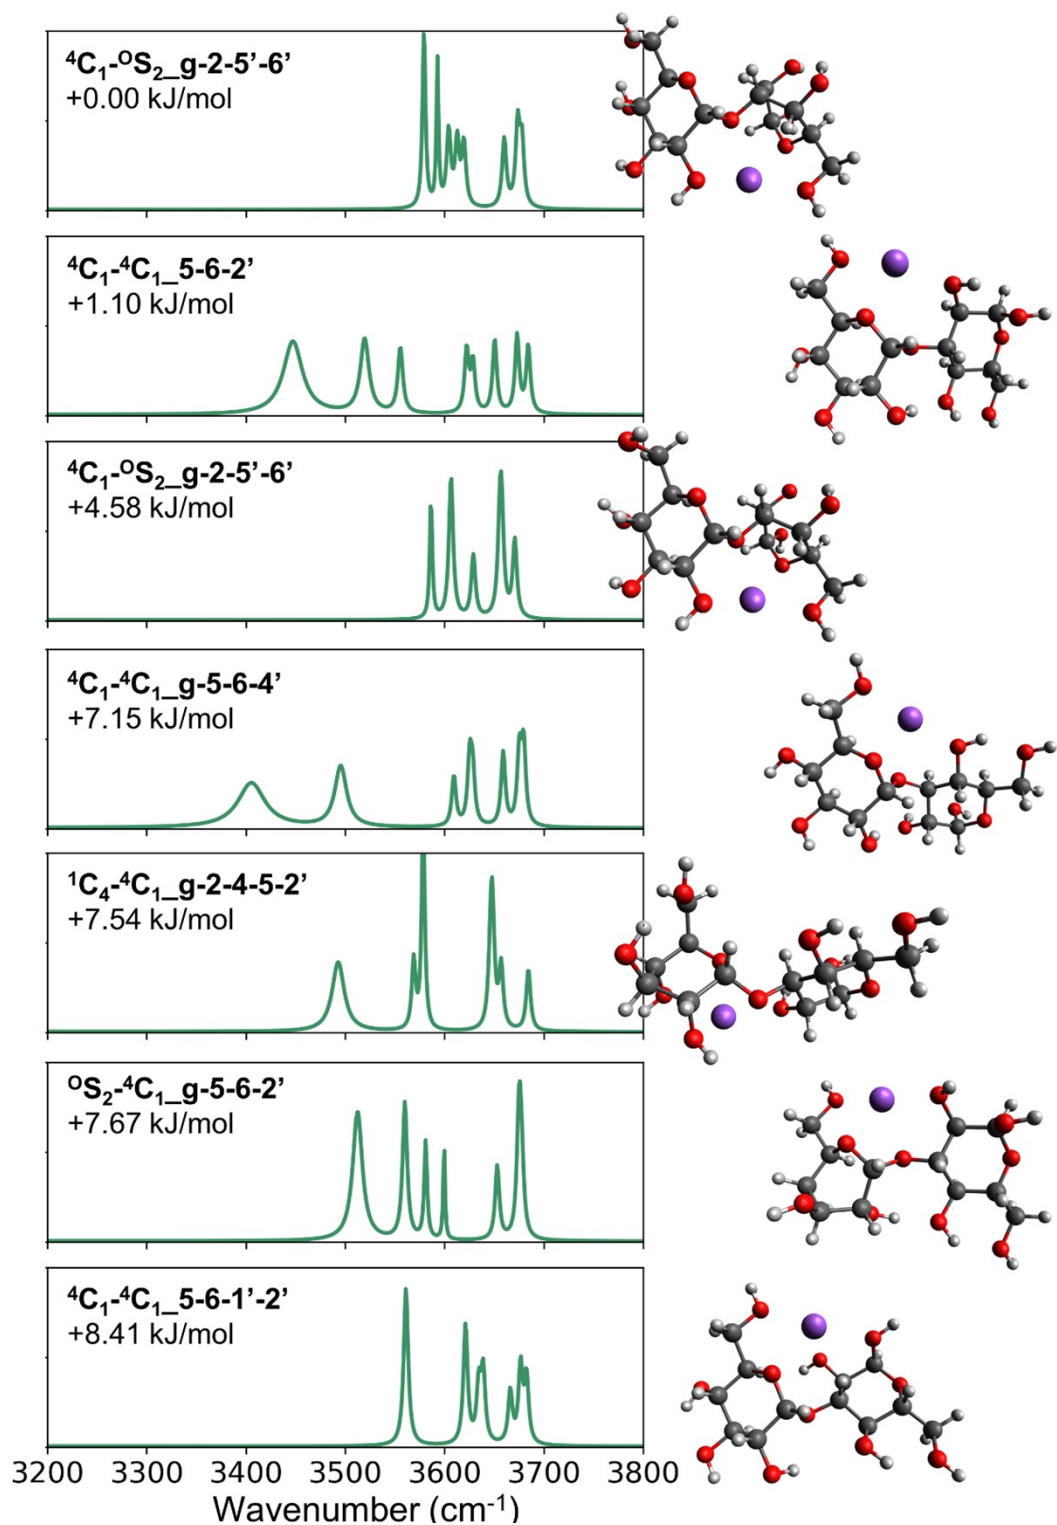 ⁴C₁-ᴼS₂_g-2-5’-6’
+0.00 kJ/mol
⁴C₁-⁴C₁_5-6-2’
+1.10 kJ/mol
⁴C₁-ᴼS₂_g-2-5’-6’
+4.58 kJ/mol
⁴C₁-⁴C₁_g-5-6-4’
+7.15 kJ/mol
¹C₄-⁴C₁_g-2-4-5-2’
+7.54 kJ/mol
ᴼS₂-⁴C₁_g-5-6-2’
+7.67 kJ/mol
⁴C₁-⁴C₁_5-6-1’-2’
+8.41 kJ/mol
3200 3300 3400 3500 3600 3700 3800
Wavenumber (cm⁻¹)